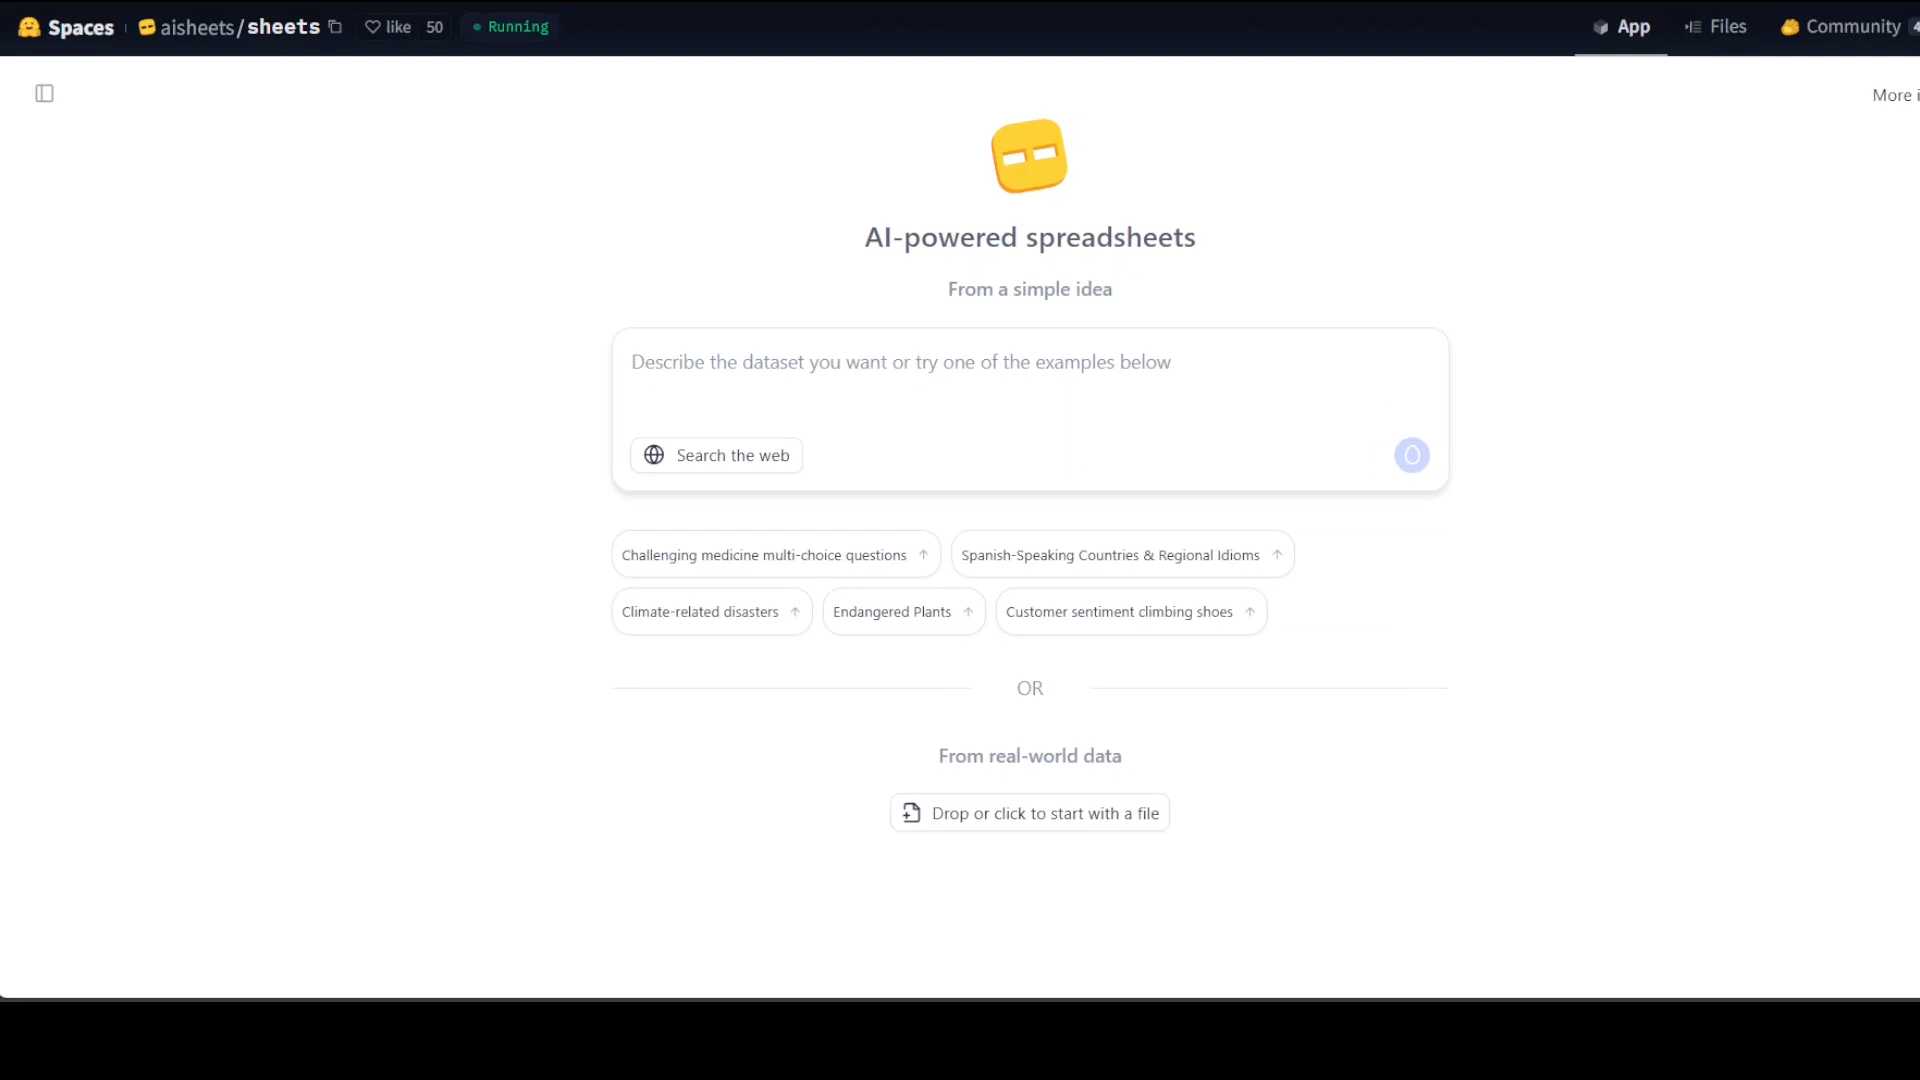 Spaces aisheets/sheets like 50 Running App Files Community
More
AI-powered spreadsheets
From a simple idea
Describe the dataset you want or try one of the examples below
Search the web
Challenging medicine multi-choice questions Spanish-Speaking Countries & Regional Idioms
Climate-related disasters Endangered Plants Customer sentiment climbing shoes
OR
From real-world data
Drop or click to start with a file